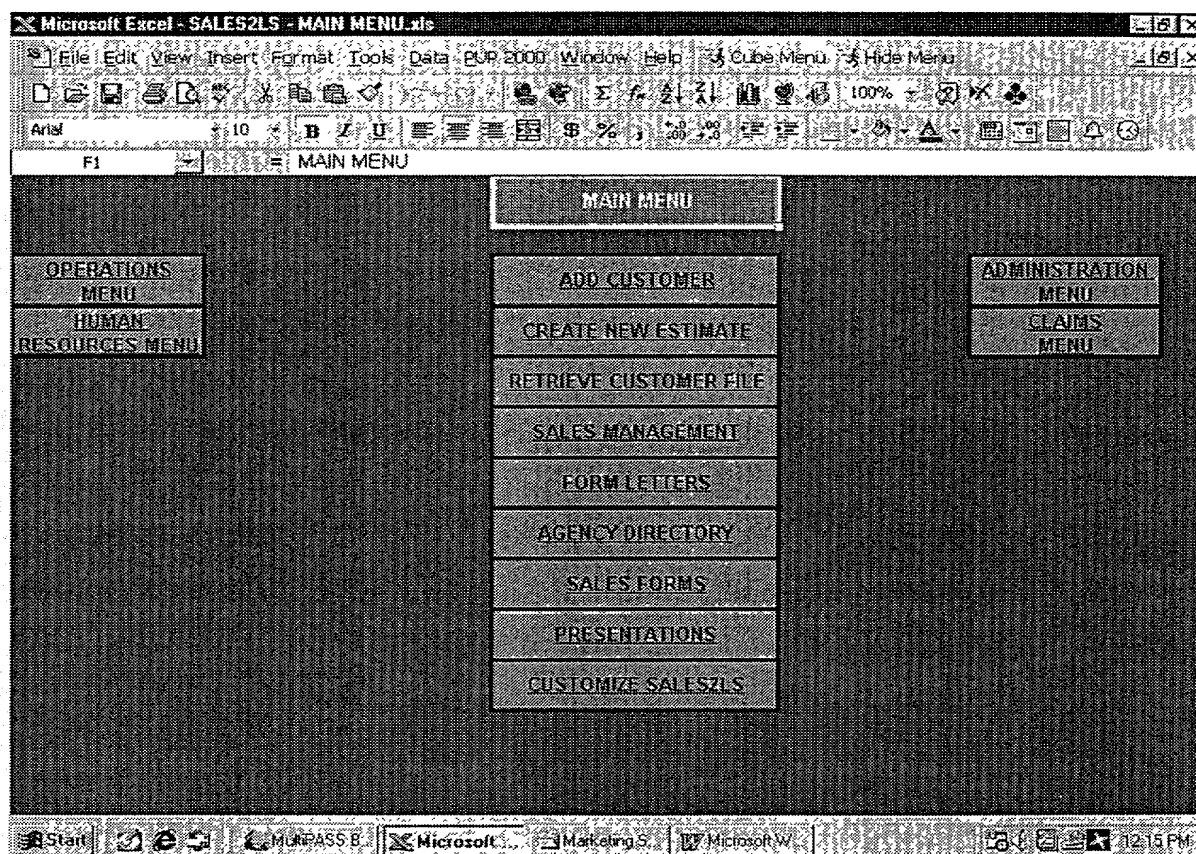 Microsoft Excel - SALES2LS - MAIN MENU.xls
File Edit View Insert Format Tools Data PUP 2000 Window Help Cube Menu Hide Menu
100%
Arial 10 B I U $ % ,
F1 = MAIN MENU
MAIN MENU
OPERATIONS MENU
HUMAN RESOURCES MENU
ADD CUSTOMER
CREATE NEW ESTIMATE
RETRIEVE CUSTOMER FILE
SALES MANAGEMENT
FORM LETTERS
AGENCY DIRECTORY
SALES FORMS
PRESENTATIONS
CUSTOMIZE SALES2LS
ADMINISTRATION MENU
CLAIMS MENU
Start MultiPASS B... Microsoft ... Marketing S... Microsoft W... 12:15 PM